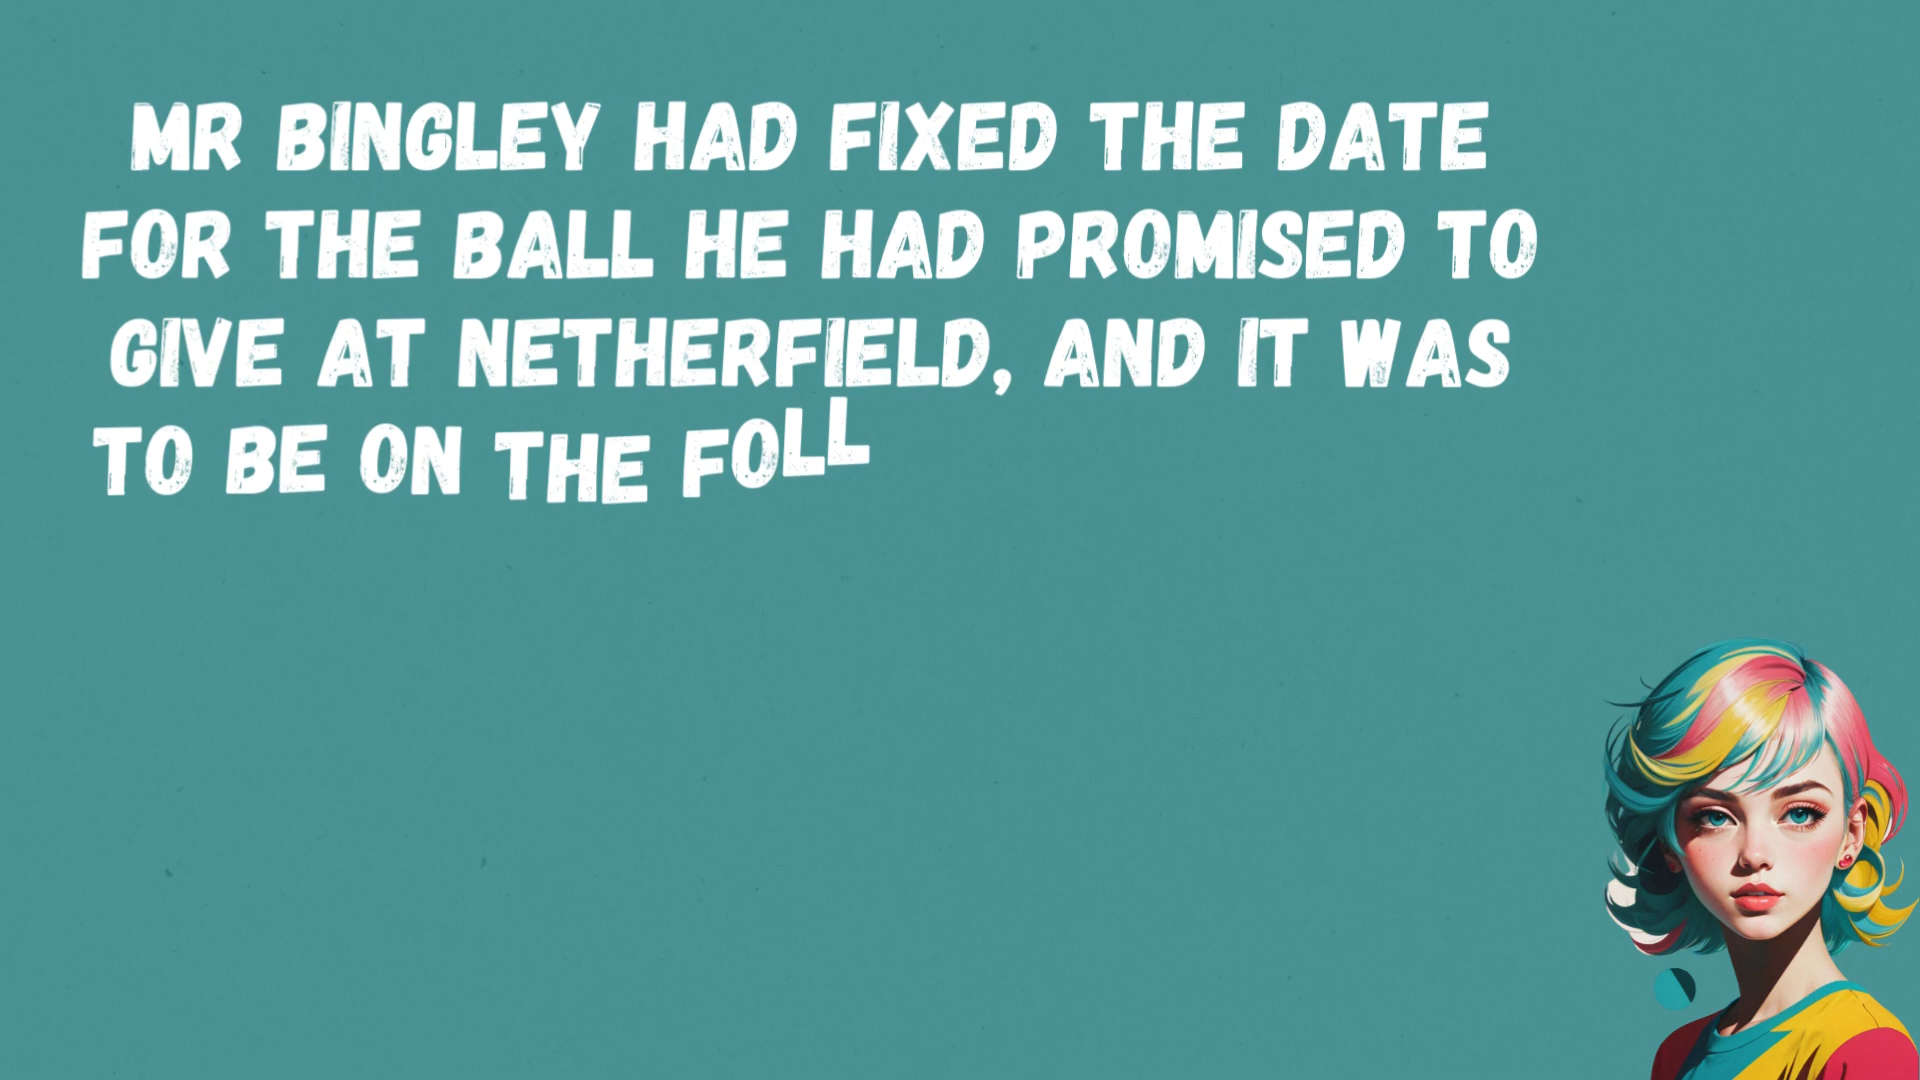 MR BINGLEY HAD FIXED THE DATE
FOR THE BALL HE HAD PROMISED TO
GIVE AT NETHERFIELD, AND IT WAS
TO BE ON THE FOLL